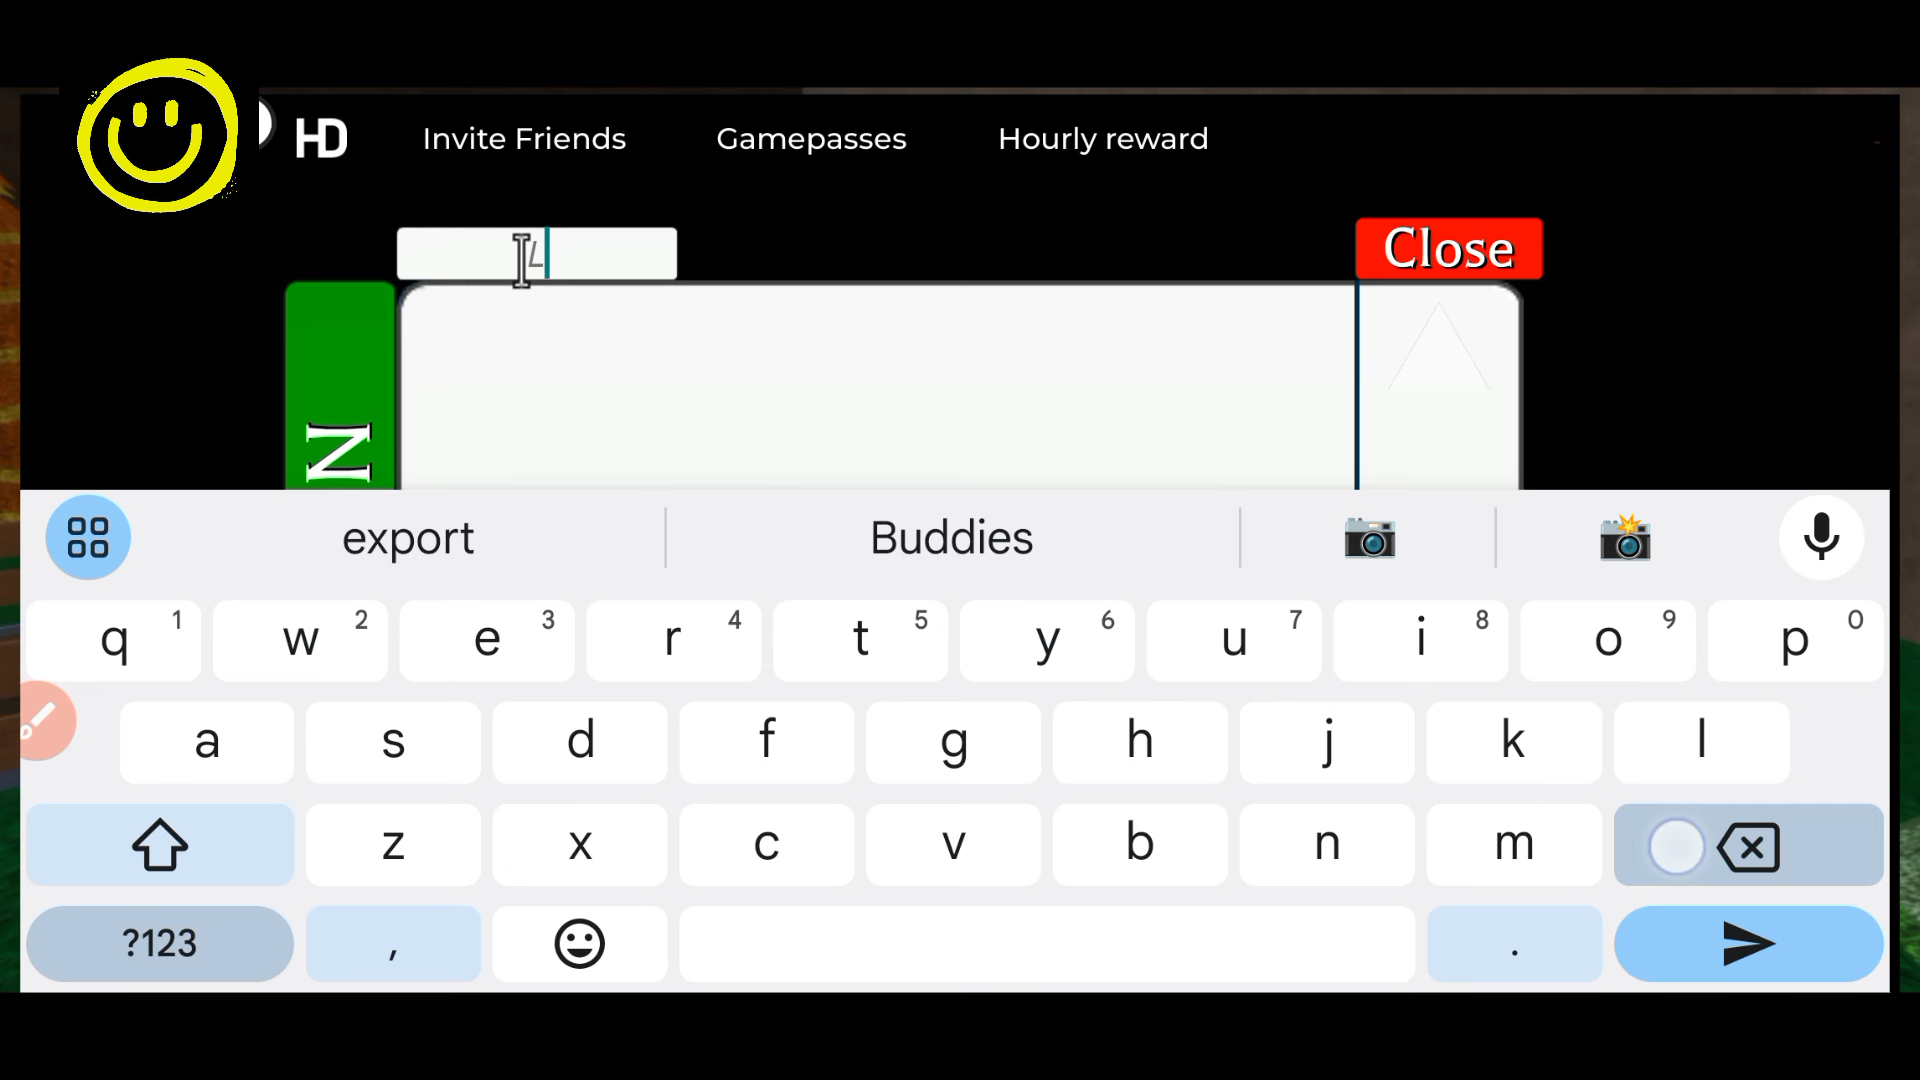 HD Invite Friends Gamepasses Hourly reward
L Close
N
export Buddies
q 1 w 2 e 3 r 4 t 5 y 6 u 7 i 8 o 9 p 0
a s d f g h j k l
z x c v b n m
?123 , .